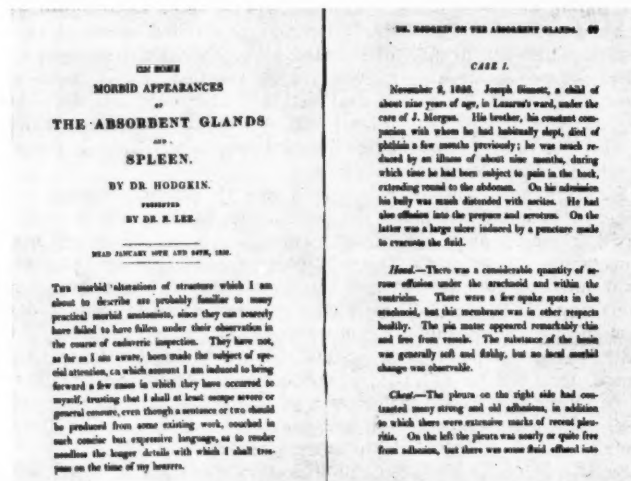 ON SOME
MORBID APPEARANCES
OF
THE ABSORBENT GLANDS
AND
SPLEEN.
BY DR. HODGKIN.
PRESENTED
BY DR. R. LEE.
READ JANUARY 10TH AND 24TH, 1832.
THE morbid alterations of structure which I am
about to describe are probably familiar to many
practical morbid anatomists, since they can scarcely
have failed to have fallen under their observation in
the course of cadaveric inspection. They have not,
as far as I am aware, been made the subject of spe-
cial attention, on which account I am induced to bring
forward a few cases in which they have occurred to
myself, trusting that I shall at least escape severe or
general censure, even though a sentence or two should
be produced from some existing work, couched in
such concise but expressive language, as to render
needless the longer details with which I shall tres-
pass on the time of my hearers.
DR. HODGKIN ON THE ABSORBENT GLANDS. 69
CASE I.
November 2, Joseph Sinnott, a child of
about nine years of age, in Lazarus's ward, under the
care of J. Morgan. His brother, his constant com-
panion with whom he had habitually slept, died of
phthisis a few months previously; he was much re-
duced by an illness of about nine months, during
which time he had been subject to pain in the back,
extending round to the abdomen. On his admission
his belly was much distended with ascites. He had
also effusion into the prepuce and scrotum. On the
latter was a large ulcer induced by a puncture made
to evacuate the fluid.
Head.—There was a considerable quantity of se-
rous effusion under the arachnoid and within the
ventricles. There were a few opake spots in the
arachnoid, but this membrane was in other respects
healthy. The pia mater appeared remarkably thin
and free from vessels. The substance of the brain
was generally soft and flabby, but no local morbid
change was observable.
Chest.—The pleura on the right side had con-
tracted many strong and old adhesions, in addition
to which there were extensive marks of recent pleu-
ritis. On the left the pleura was nearly or quite free
from adhesion, but there was some fluid effused into